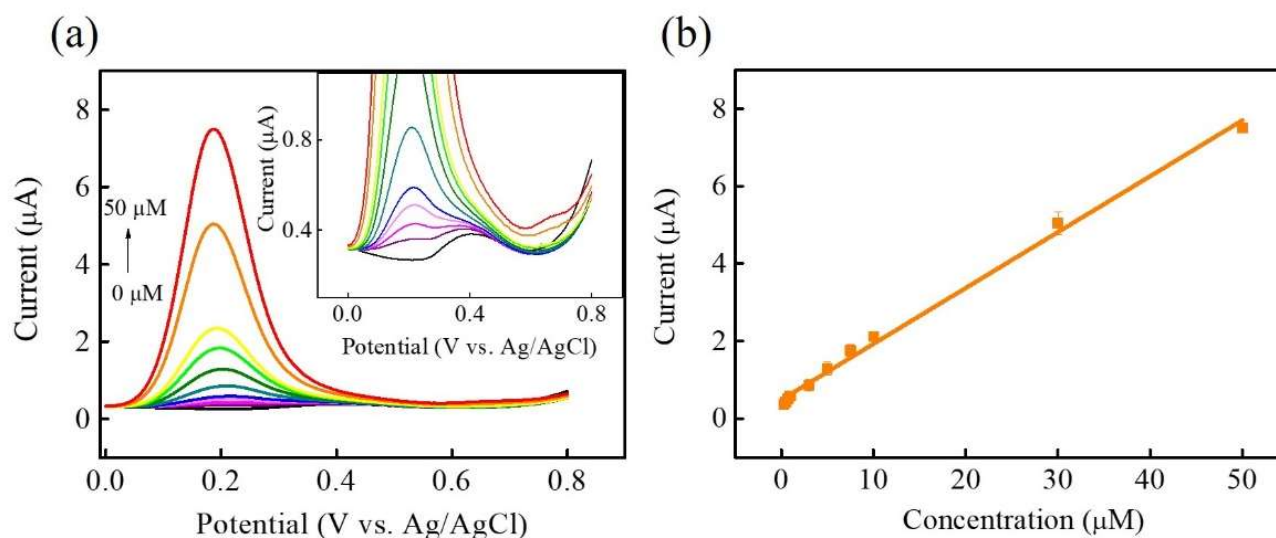 (a)
Current (μA)
8
6
4
2
0
50 μM
0 μM
0.0 0.2 0.4 0.6 0.8
Potential (V vs. Ag/AgCl)
Current (μA)
0.8
0.4
0.0 0.4 0.8
Potential (V vs. Ag/AgCl)
(b)
Current (μA)
8
6
4
2
0
0 10 20 30 40 50
Concentration (μM)